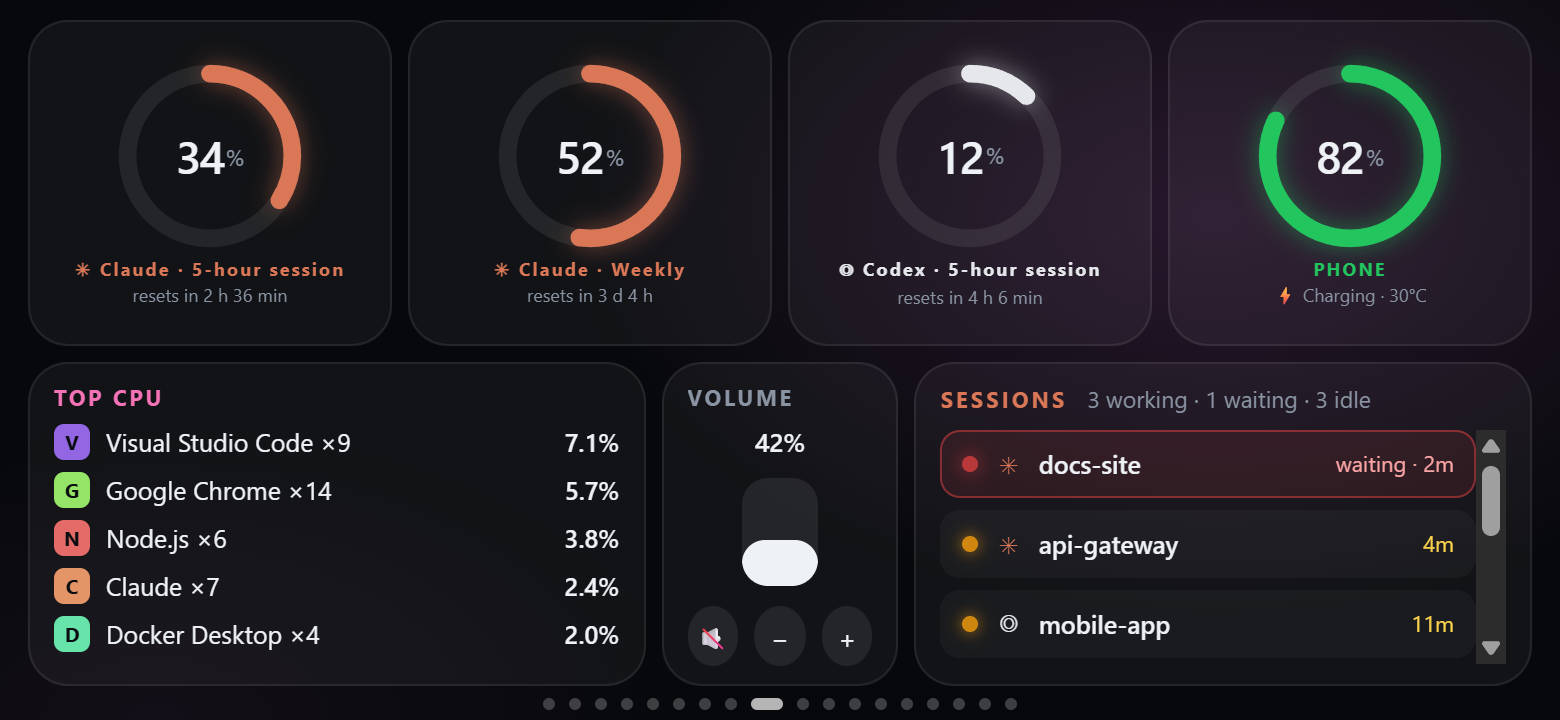 34%
✳ Claude · 5-hour session
resets in 2 h 36 min
52%
✳ Claude · Weekly
resets in 3 d 4 h
12%
Codex · 5-hour session
resets in 4 h 6 min
82%
PHONE
⚡ Charging · 30°C
TOP CPU
V Visual Studio Code ×9 7.1%
G Google Chrome ×14 5.7%
N Node.js ×6 3.8%
C Claude ×7 2.4%
D Docker Desktop ×4 2.0%
VOLUME
42%
− +
SESSIONS 3 working · 1 waiting · 3 idle
✳ docs-site waiting · 2m
✳ api-gateway 4m
mobile-app 11m